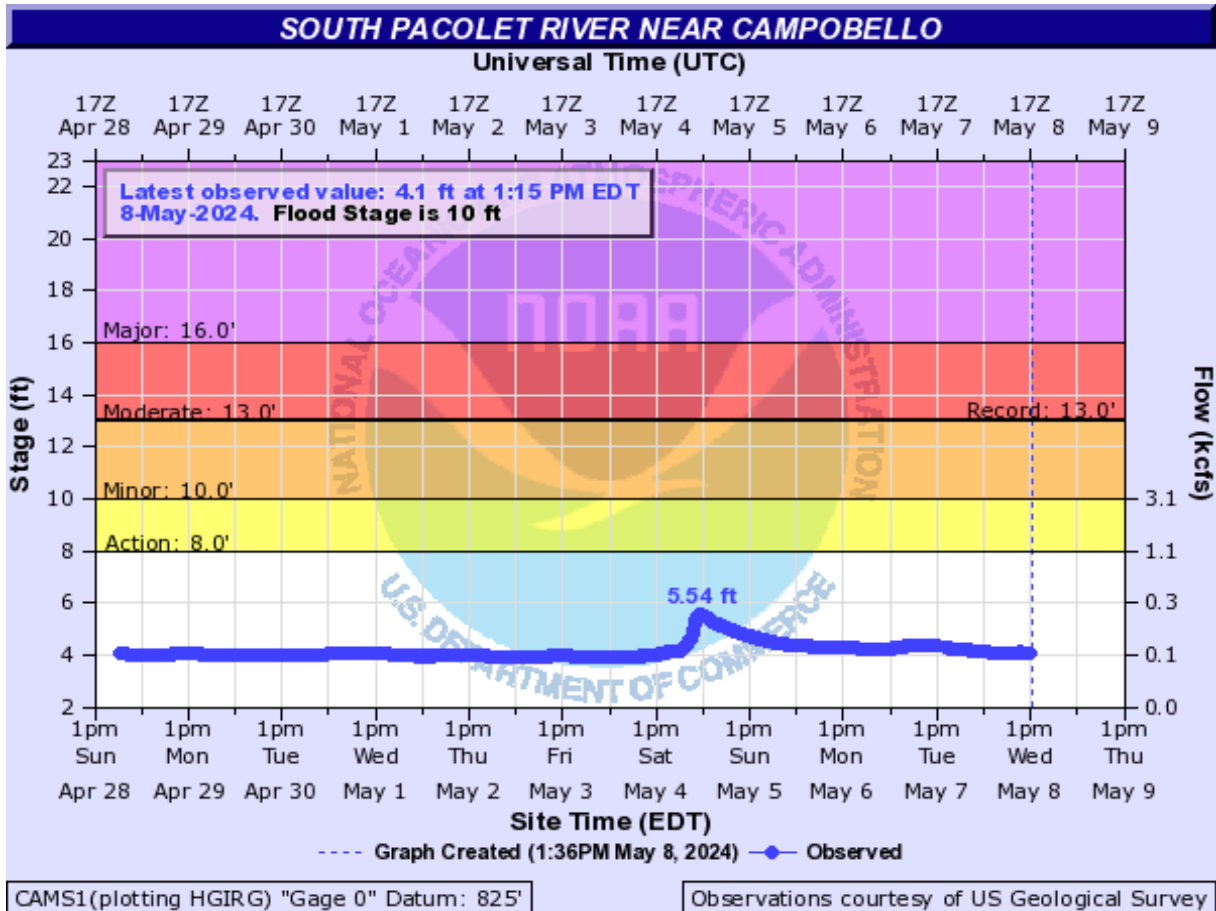 SOUTH PACOLET RIVER NEAR CAMPOBELLO
Universal Time (UTC)
17Z 17Z 17Z 17Z 17Z 17Z 17Z 17Z 17Z 17Z 17Z 17Z
Apr 28 Apr 29 Apr 30 May 1 May 2 May 3 May 4 May 5 May 6 May 7 May 8 May 9
Latest observed value: 4.1 ft at 1:15 PM EDT
8-May-2024. Flood Stage is 10 ft
23
22
20
18
16
14
12
10
8
6
4
2
Stage (ft)
NATIONAL OCEANIC AND ATMOSPHERIC ADMINISTRATION
NOAA
U.S. DEPARTMENT OF COMMERCE
Major: 16.0'
Moderate: 13.0'
Record: 13.0'
Minor: 10.0'
Action: 8.0'
5.54 ft
Flow (kcfs)
3.1
1.1
0.3
0.1
0.0
1pm 1pm 1pm 1pm 1pm 1pm 1pm 1pm 1pm 1pm 1pm 1pm
Sun Mon Tue Wed Thu Fri Sat Sun Mon Tue Wed Thu
Apr 28 Apr 29 Apr 30 May 1 May 2 May 3 May 4 May 5 May 6 May 7 May 8 May 9
Site Time (EDT)
Graph Created (1:36PM May 8, 2024) Observed
CAMS1(plotting HGIRG) "Gage 0" Datum: 825'
Observations courtesy of US Geological Survey